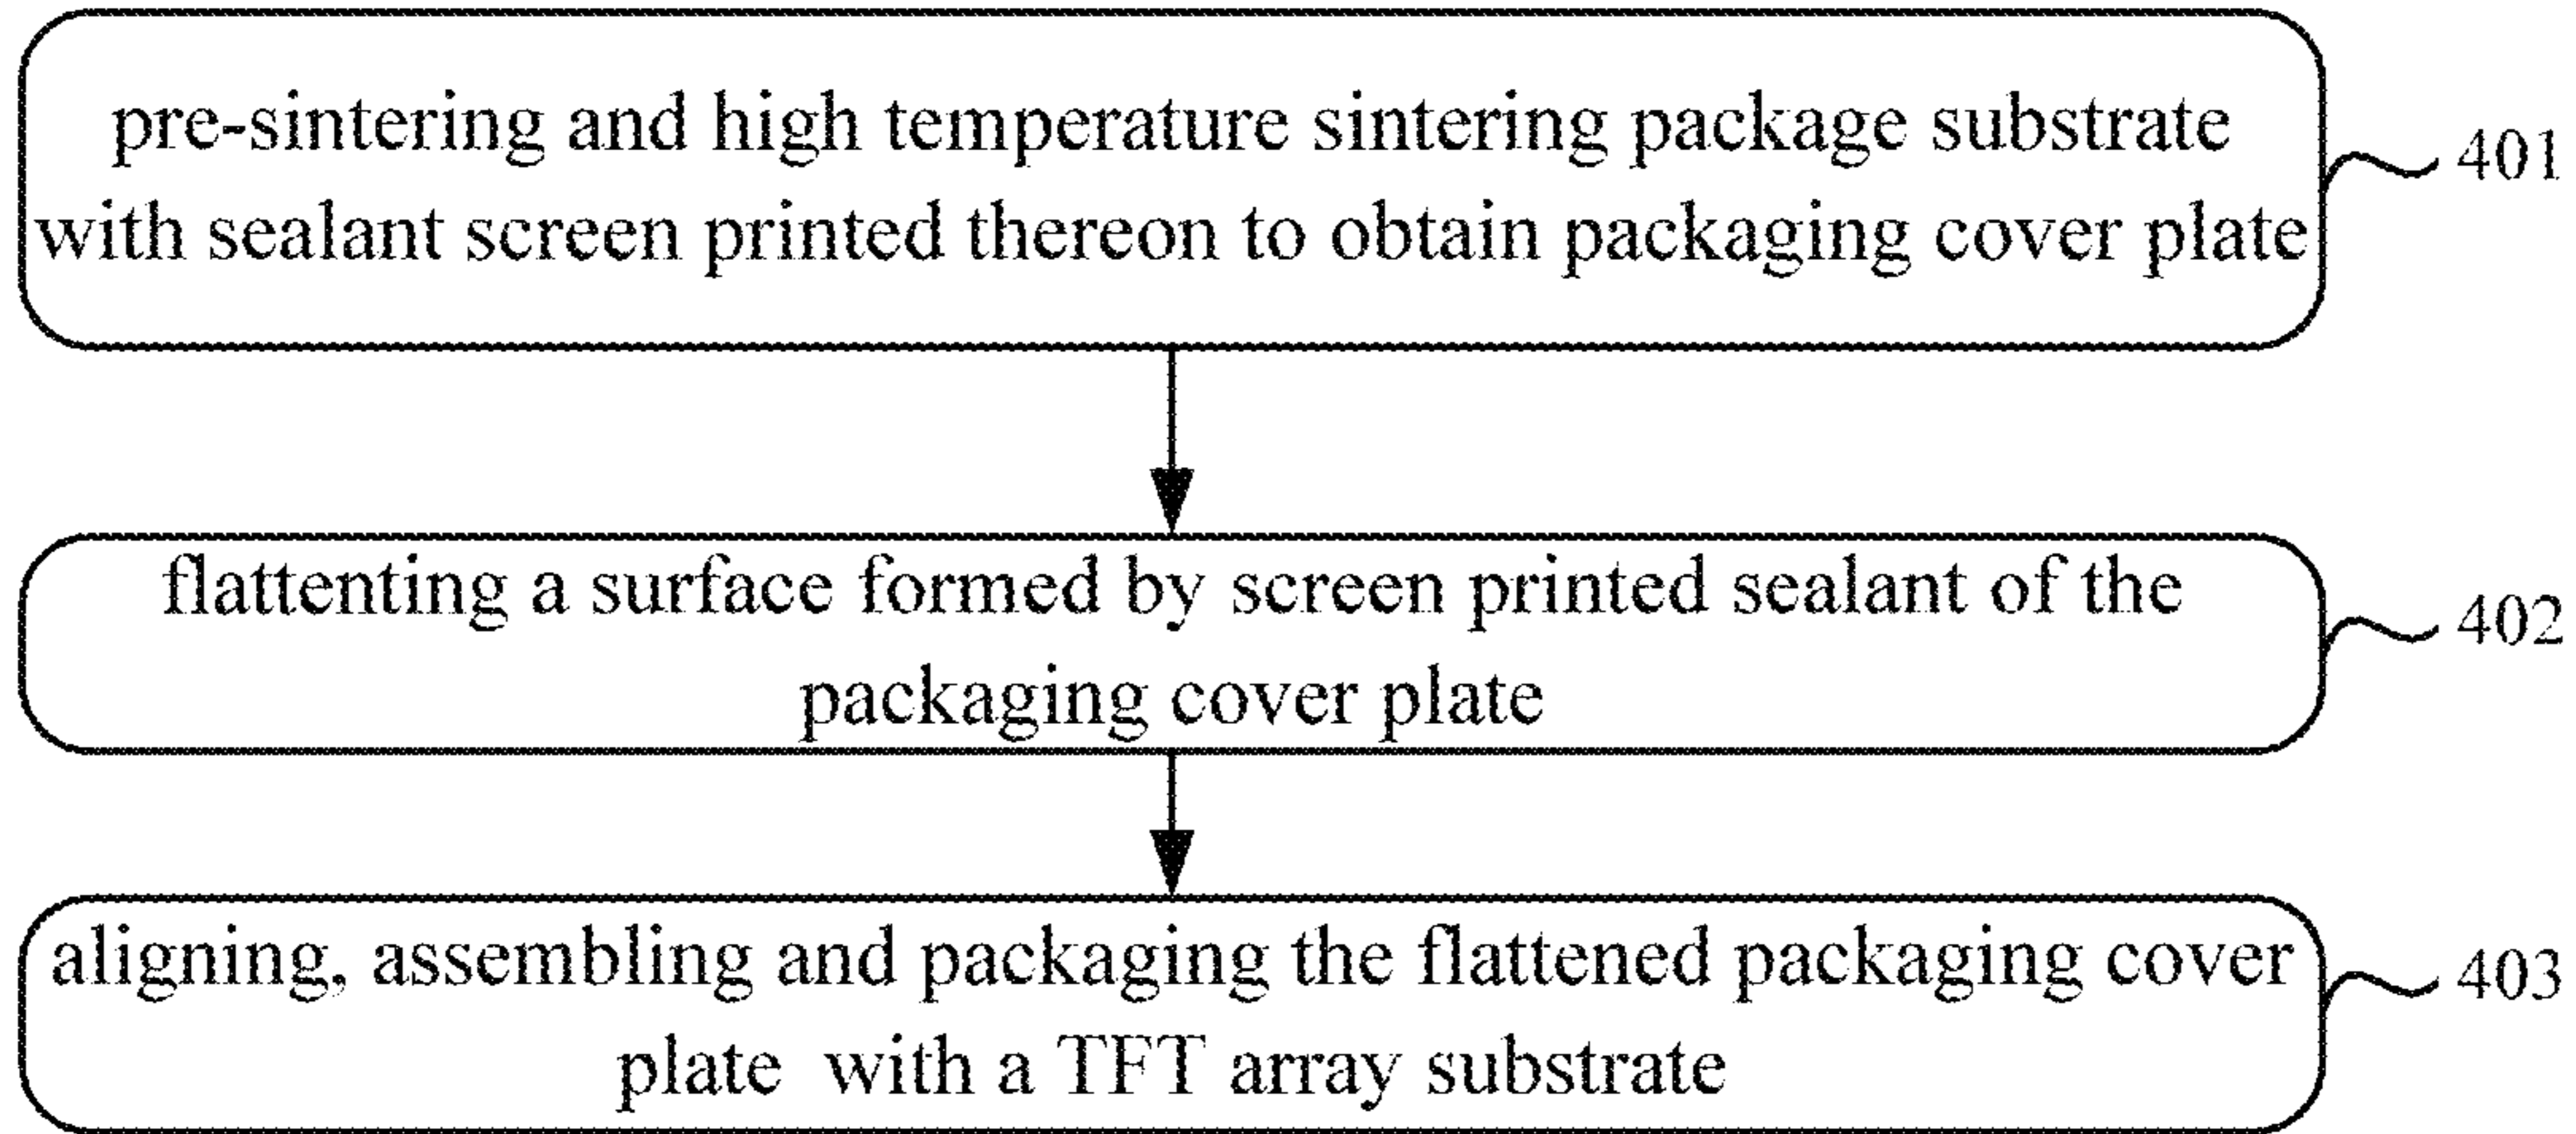 pre-sintering and high temperature sintering package substrate
with sealant screen printed thereon to obtain packaging cover plate
401
flattenting a surface formed by screen printed sealant of the
packaging cover plate
402
aligning, assembling and packaging the flattened packaging cover
plate with a TFT array substrate
403